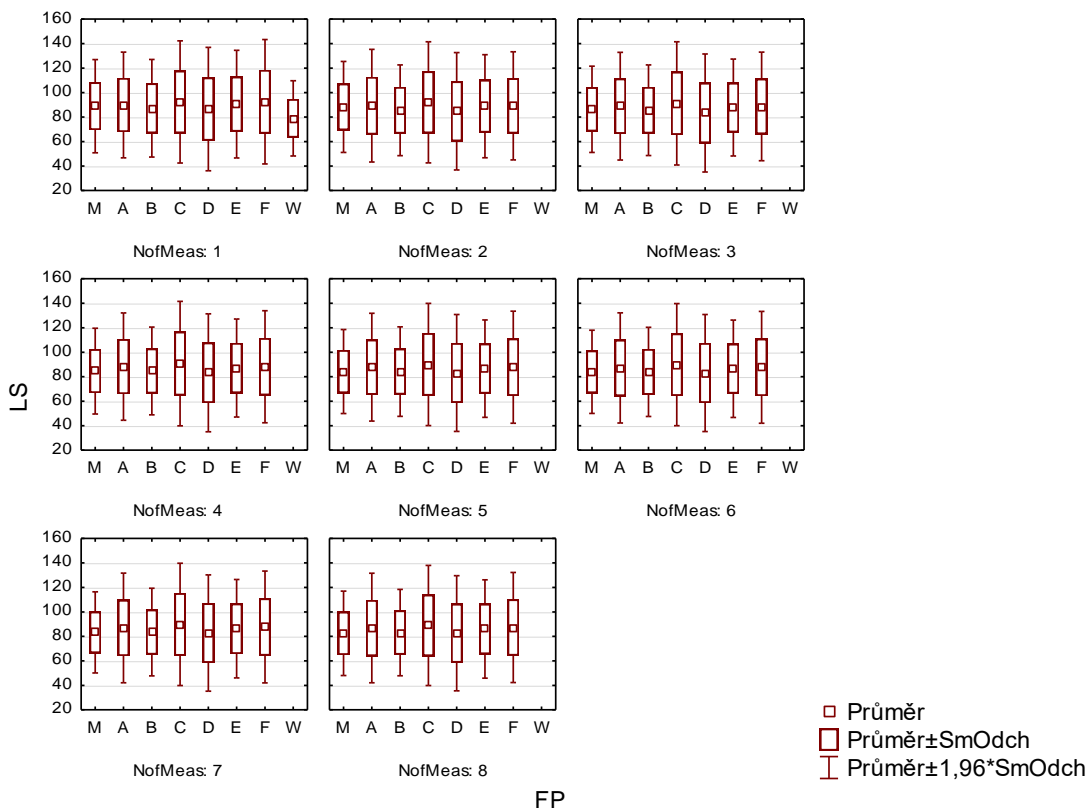 160
140
120
100
80
60
40
20
M A B C D E F W
M A B C D E F W
M A B C D E F W
NofMeas: 1
NofMeas: 2
NofMeas: 3
160
140
120
100
80
60
40
20
LS
M A B C D E F W
M A B C D E F W
M A B C D E F W
NofMeas: 4
NofMeas: 5
NofMeas: 6
160
140
120
100
80
60
40
20
M A B C D E F W
M A B C D E F W
NofMeas: 7
NofMeas: 8
FP
Průměr
Průměr±SmOdch
Průměr±1,96*SmOdch